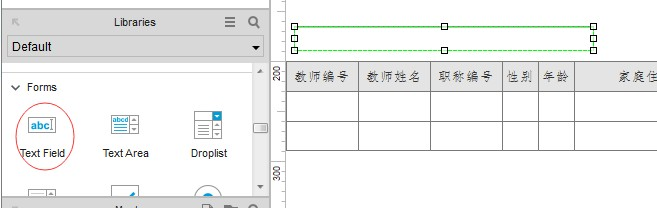 Libraries
Default
Forms
abc
abcd
Text Field
Text Area
Droplist
200
300
教师编号 教师姓名 职称编号 性别 年龄 家庭住